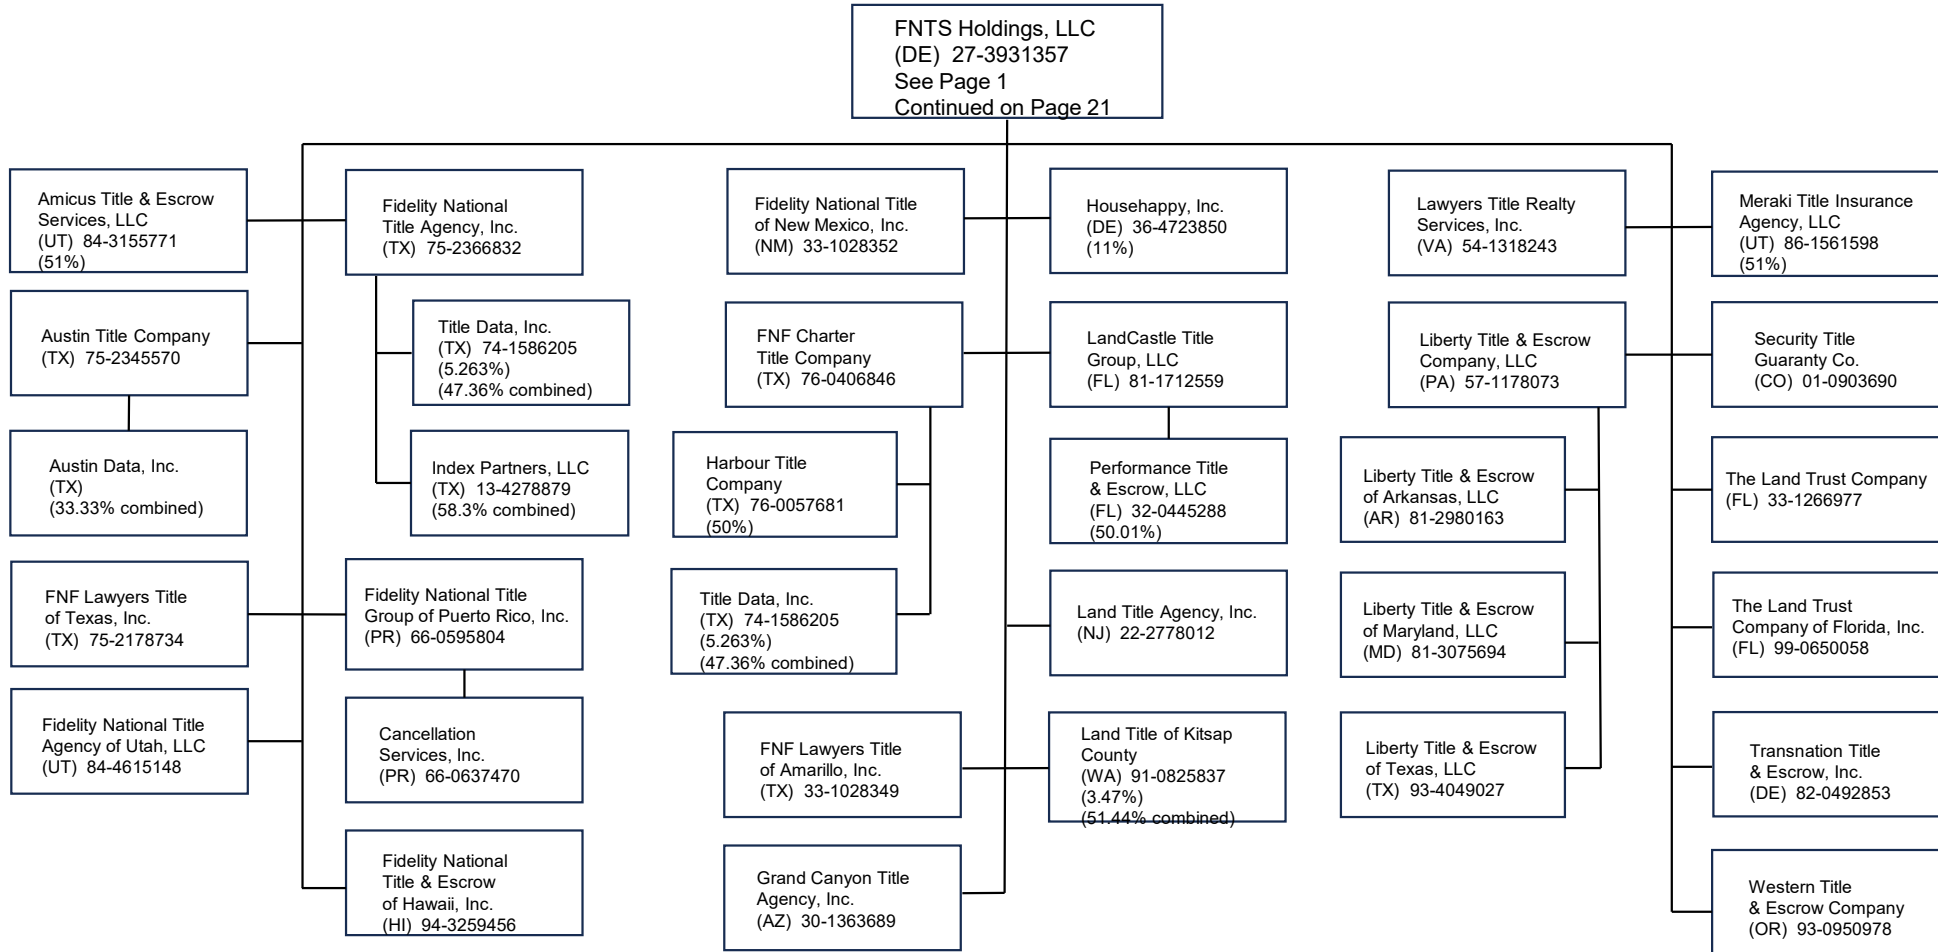 FNTS Holdings, LLC
(DE) 27-3931357
See Page 1
Continued on Page 21
Amicus Title & Escrow
Services, LLC
(UT) 84-3155771
(51%)
Fidelity National
Title Agency, Inc.
(TX) 75-2366832
Fidelity National Title
of New Mexico, Inc.
(NM) 33-1028352
Househappy, Inc.
(DE) 36-4723850
(11%)
Lawyers Title Realty
Services, Inc.
(VA) 54-1318243
Meraki Title Insurance
Agency, LLC
(UT) 86-1561598
(51%)
Austin Title Company
(TX) 75-2345570
Title Data, Inc.
(TX) 74-1586205
(5.263%)
(47.36% combined)
FNF Charter
Title Company
(TX) 76-0406846
LandCastle Title
Group, LLC
(FL) 81-1712559
Liberty Title & Escrow
Company, LLC
(PA) 57-1178073
Security Title
Guaranty Co.
(CO) 01-0903690
Austin Data, Inc.
(TX)
(33.33% combined)
Index Partners, LLC
(TX) 13-4278879
(58.3% combined)
Harbour Title
Company
(TX) 76-0057681
(50%)
Performance Title
& Escrow, LLC
(FL) 32-0445288
(50.01%)
Liberty Title & Escrow
of Arkansas, LLC
(AR) 81-2980163
The Land Trust Company
(FL) 33-1266977
FNF Lawyers Title
of Texas, Inc.
(TX) 75-2178734
Fidelity National Title
Group of Puerto Rico, Inc.
(PR) 66-0595804
Title Data, Inc.
(TX) 74-1586205
(5.263%)
(47.36% combined)
Land Title Agency, Inc.
(NJ) 22-2778012
Liberty Title & Escrow
of Maryland, LLC
(MD) 81-3075694
The Land Trust
Company of Florida, Inc.
(FL) 99-0650058
Fidelity National Title
Agency of Utah, LLC
(UT) 84-4615148
Cancellation
Services, Inc.
(PR) 66-0637470
FNF Lawyers Title
of Amarillo, Inc.
(TX) 33-1028349
Land Title of Kitsap
County
(WA) 91-0825837
(3.47%)
(51.44% combined)
Liberty Title & Escrow
of Texas, LLC
(TX) 93-4049027
Transnation Title
& Escrow, Inc.
(DE) 82-0492853
Fidelity National
Title & Escrow
of Hawaii, Inc.
(HI) 94-3259456
Grand Canyon Title
Agency, Inc.
(AZ) 30-1363689
Western Title
& Escrow Company
(OR) 93-0950978